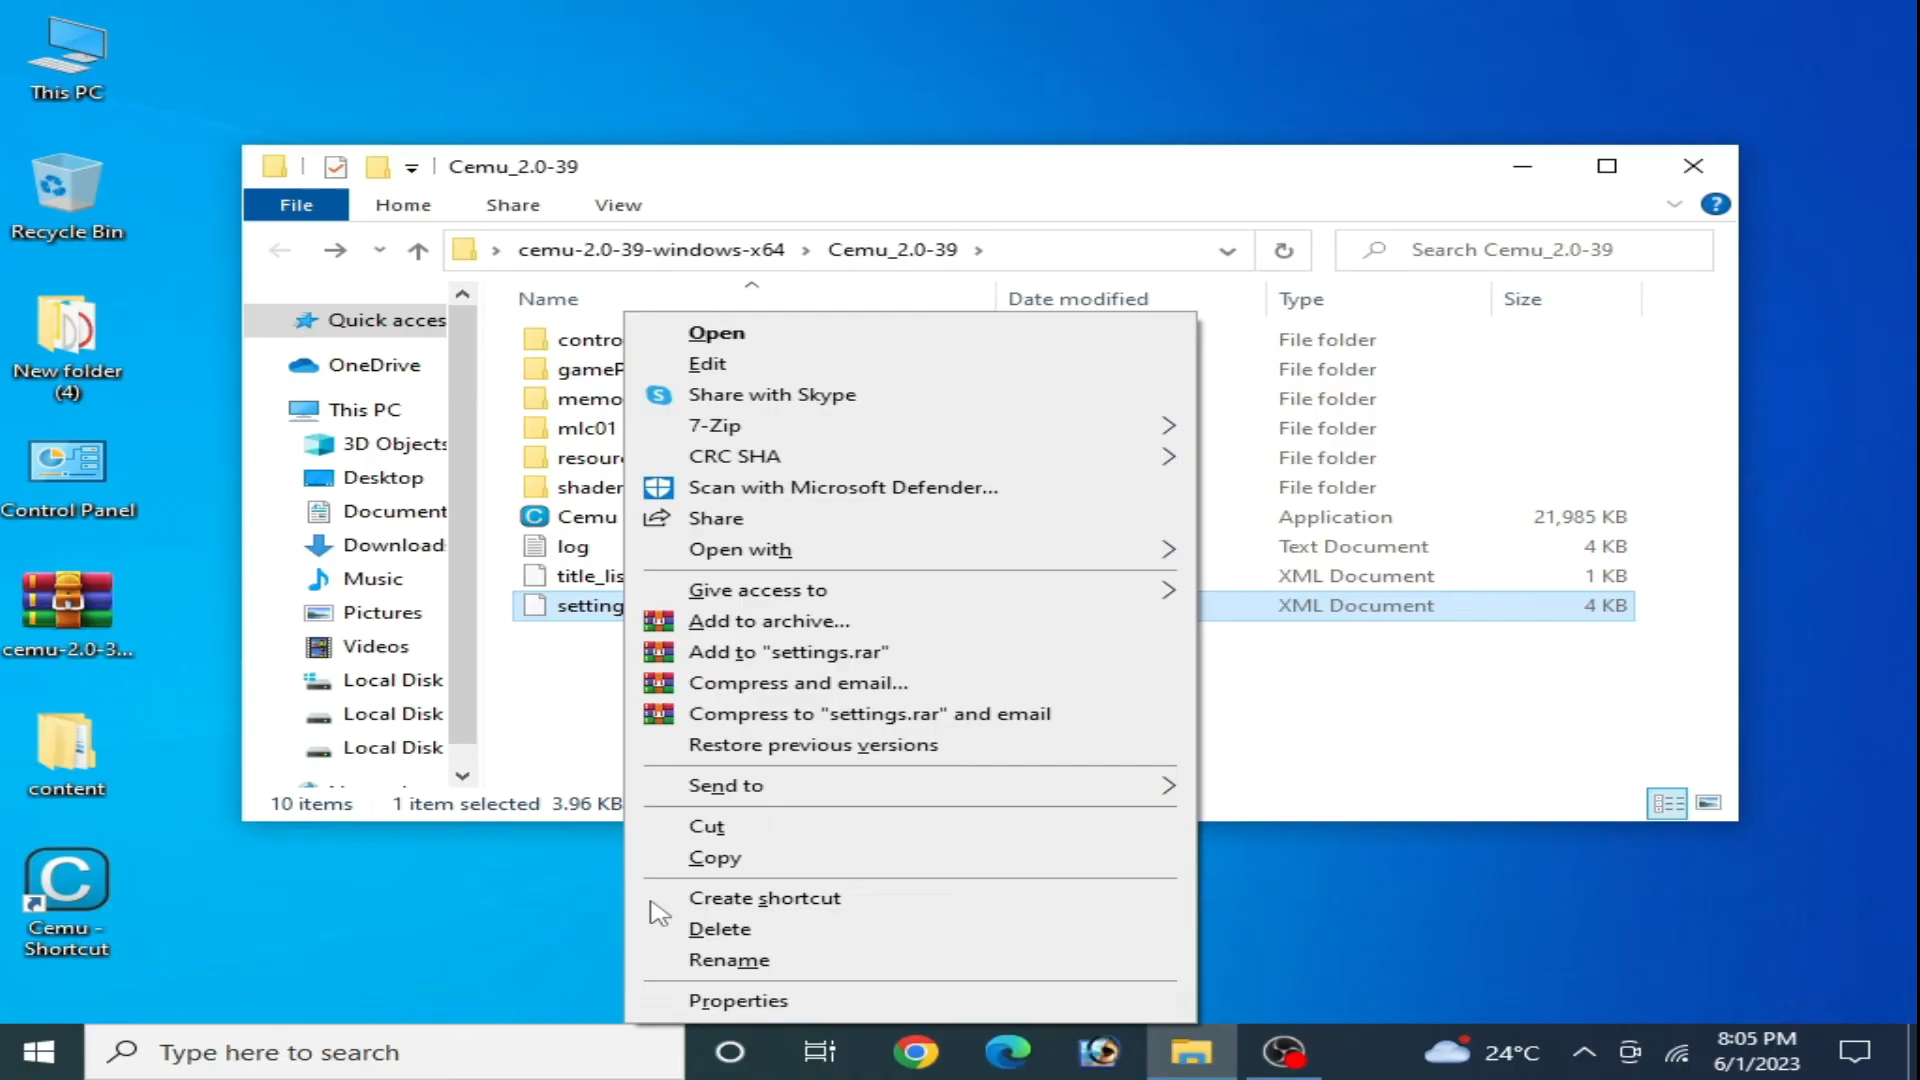 This PC
Recycle Bin
New folder
(4)
Control Panel
cemu-2.0-3...
content
Cemu -
Shortcut
Cemu_2.0-39
File Home Share View
cemu-2.0-39-windows-x64 Cemu_2.0-39
Search Cemu_2.0-39
Quick acces
OneDrive
This PC
3D Objects
Desktop
Document
Download
Music
Pictures
Videos
Local Disk
Local Disk
Local Disk
Name Date modified Type Size
contro File folder
gameP File folder
memo File folder
mlc01 File folder
resour File folder
shader File folder
Cemu Application 21,985 KB
log Text Document 4 KB
title_lis XML Document 1 KB
setting XML Document 4 KB
10 items 1 item selected 3.96 KB
Open
Edit
Share with Skype
7-Zip
CRC SHA
Scan with Microsoft Defender...
Share
Open with
Give access to
Add to archive...
Add to "settings.rar"
Compress and email...
Compress to "settings.rar" and email
Restore previous versions
Send to
Cut
Copy
Create shortcut
Delete
Rename
Properties
Type here to search
24°C
8:05 PM
6/1/2023